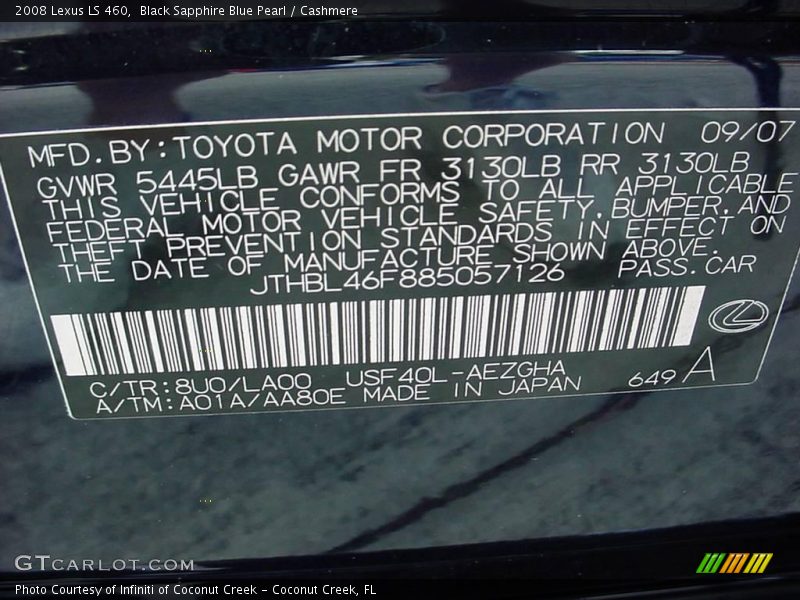 2008 Lexus LS 460,  Black Sapphire Blue Pearl / Cashmere
MFD.BY:TOYOTA MOTOR CORPORATION 09/07
GVWR 5445LB GAWR FR 3130LB RR 3130LB
THIS VEHICLE CONFORMS TO ALL APPLICABLE
FEDERAL MOTOR VEHICLE SAFETY,BUMPER,AND
THEFT PREVENTION STANDARDS IN EFFECT ON
THE DATE OF MANUFACTURE SHOWN ABOVE.
JTHBL46F885057126 PASS.CAR
C/TR:8U0/LA00 USF40L-AEZGHA
A/TM:A01A/AA80E MADE IN JAPAN 649 A
GTCARLOT.COM
Photo Courtesy of Infiniti of Coconut Creek – Coconut Creek, FL